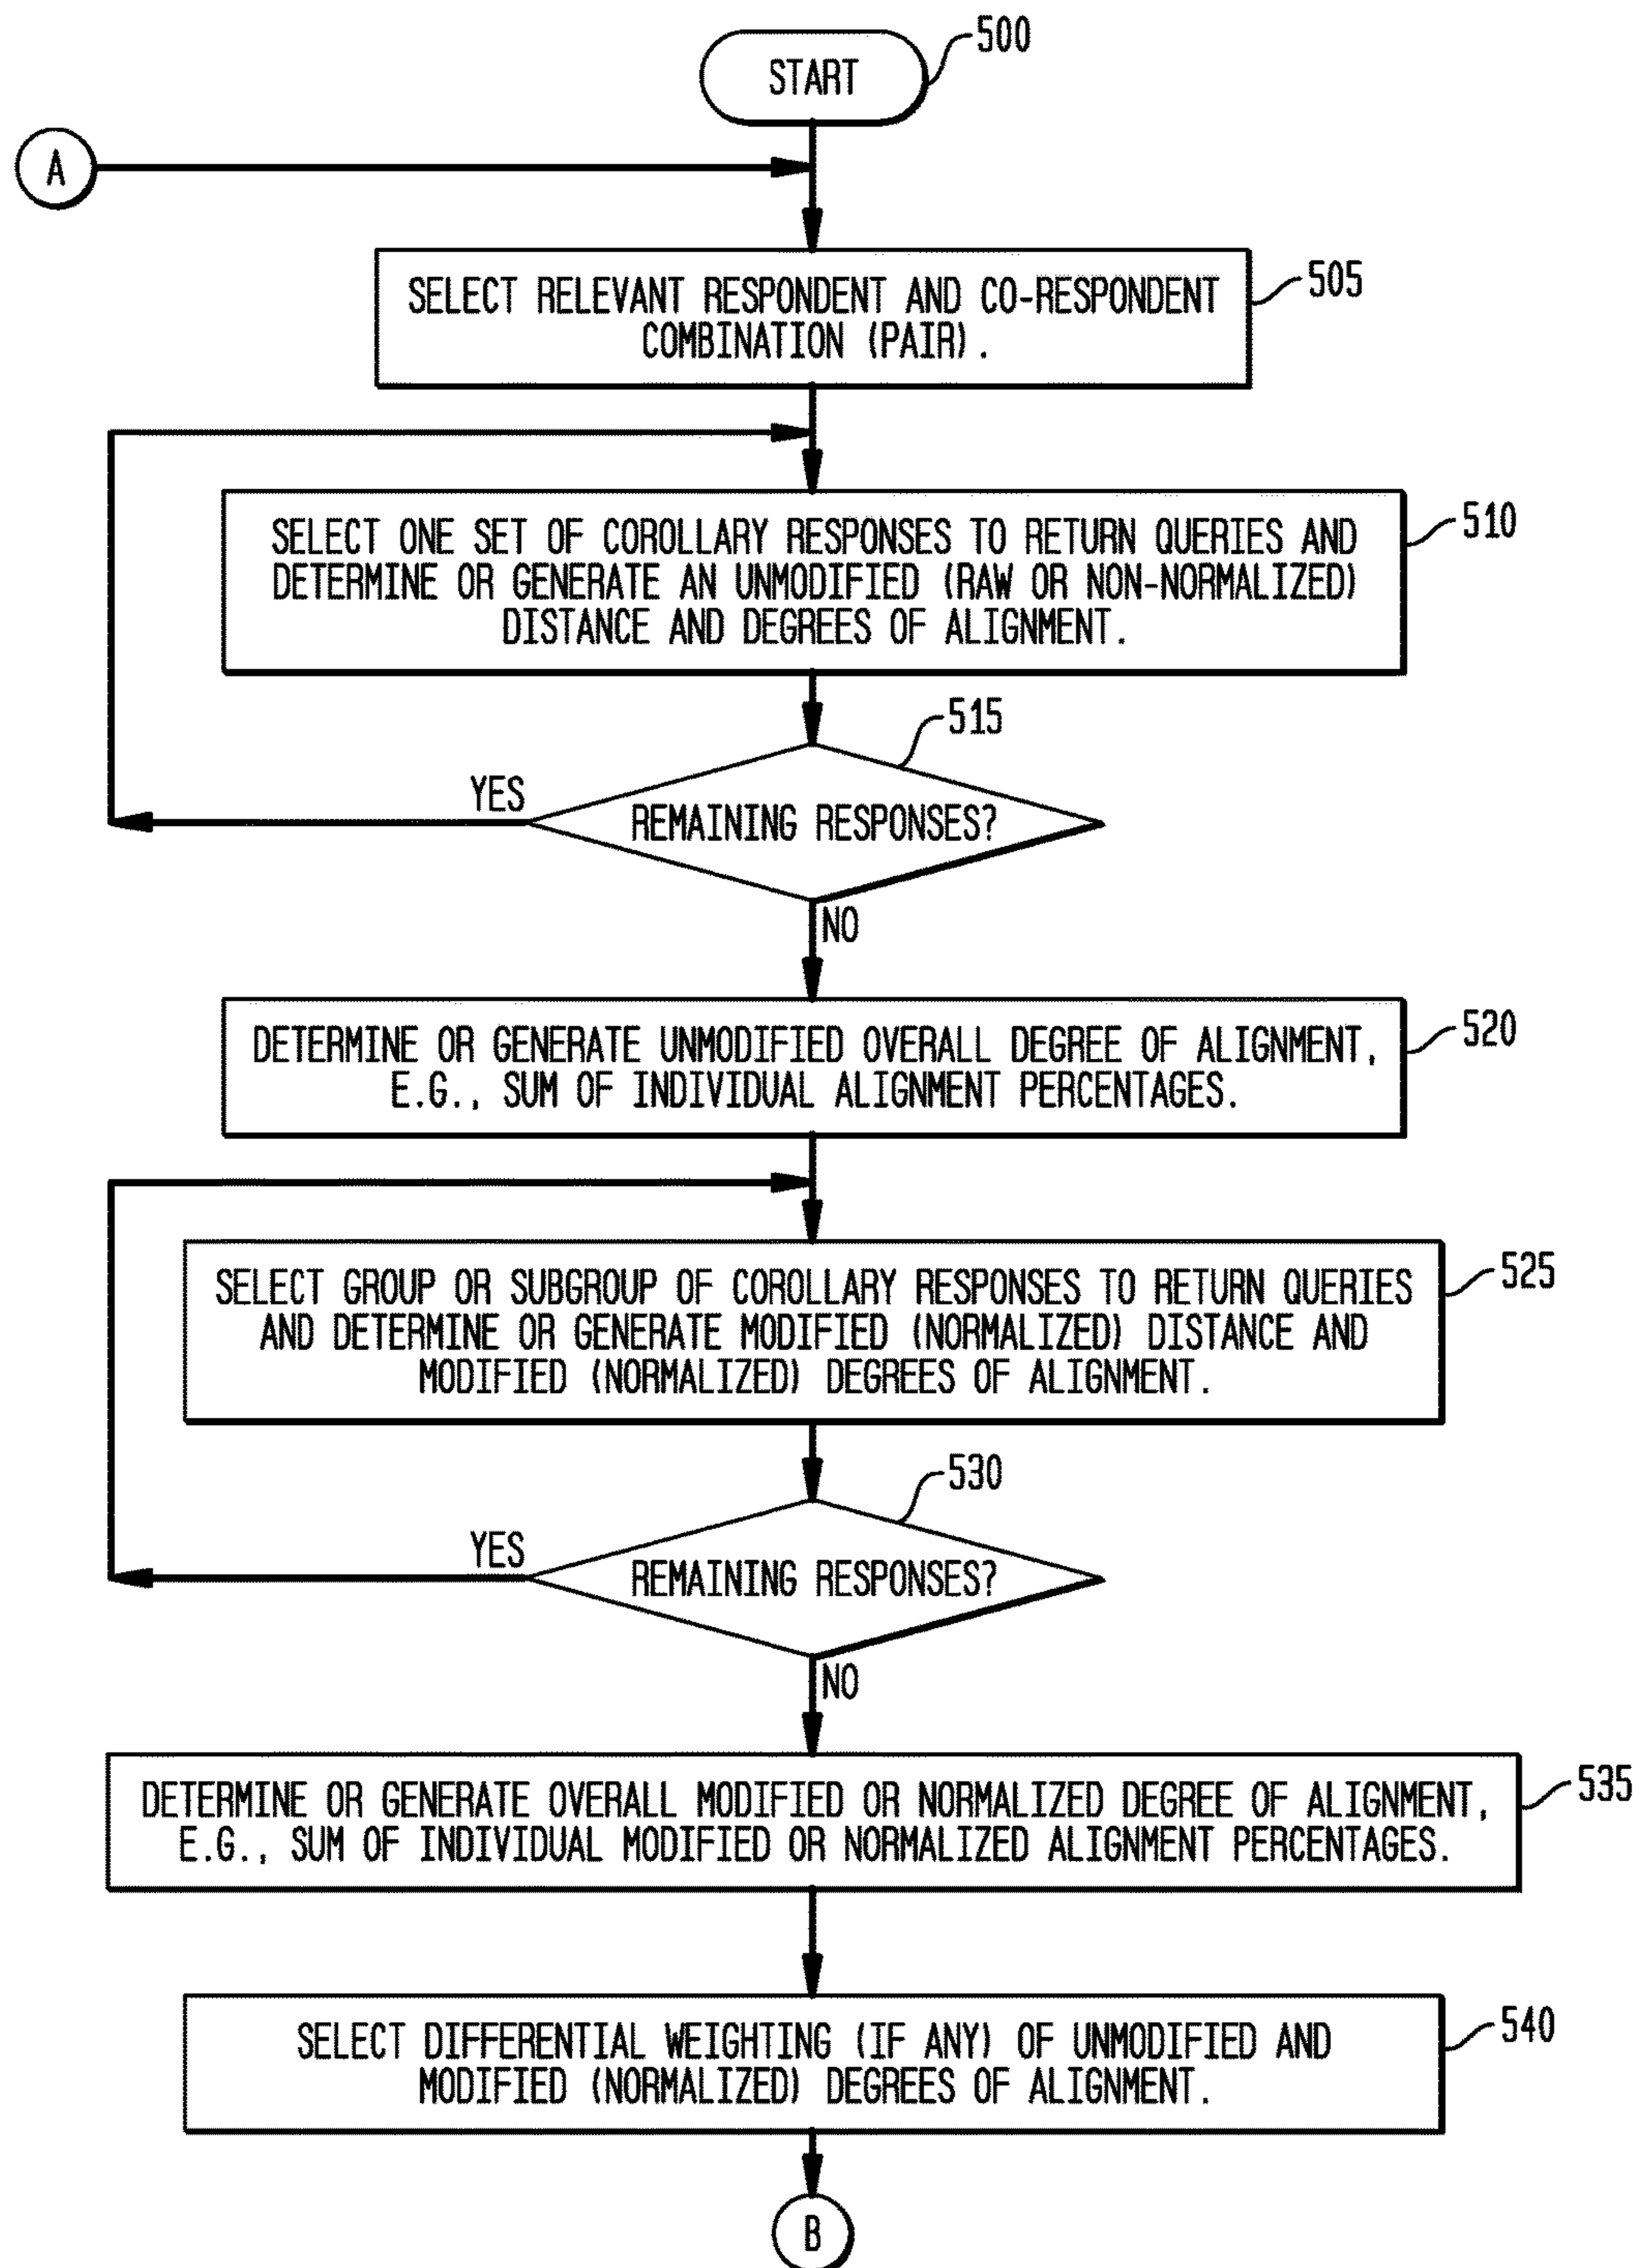 500
START
A
505
SELECT RELEVANT RESPONDENT AND CO-RESPONDENT
COMBINATION (PAIR).
510
SELECT ONE SET OF COROLLARY RESPONSES TO RETURN QUERIES AND
DETERMINE OR GENERATE AN UNMODIFIED (RAW OR NON-NORMALIZED)
DISTANCE AND DEGREES OF ALIGNMENT.
515
YES
REMAINING RESPONSES?
NO
520
DETERMINE OR GENERATE UNMODIFIED OVERALL DEGREE OF ALIGNMENT,
E.G., SUM OF INDIVIDUAL ALIGNMENT PERCENTAGES.
525
SELECT GROUP OR SUBGROUP OF COROLLARY RESPONSES TO RETURN QUERIES
AND DETERMINE OR GENERATE MODIFIED (NORMALIZED) DISTANCE AND
MODIFIED (NORMALIZED) DEGREES OF ALIGNMENT.
530
YES
REMAINING RESPONSES?
NO
535
DETERMINE OR GENERATE OVERALL MODIFIED OR NORMALIZED DEGREE OF ALIGNMENT,
E.G., SUM OF INDIVIDUAL MODIFIED OR NORMALIZED ALIGNMENT PERCENTAGES.
540
SELECT DIFFERENTIAL WEIGHTING (IF ANY) OF UNMODIFIED AND
MODIFIED (NORMALIZED) DEGREES OF ALIGNMENT.
B